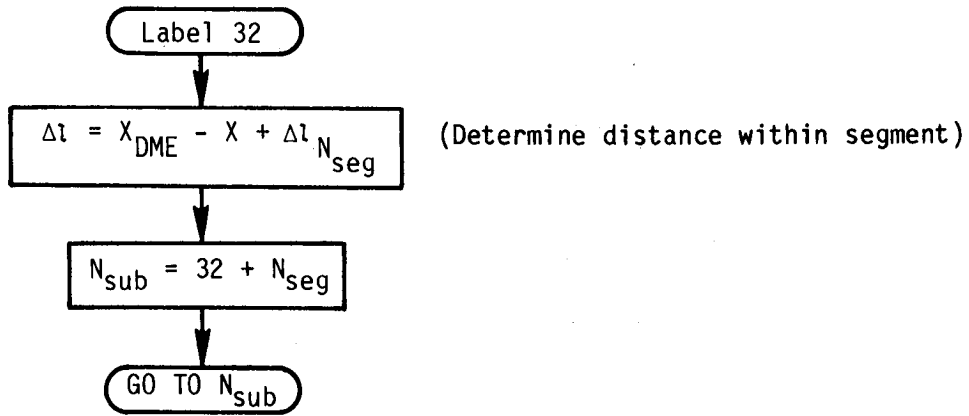 Label 32
Δl = X_DME - X + Δl_N_seg (Determine distance within segment)
N_sub = 32 + N_seg
GO TO N_sub